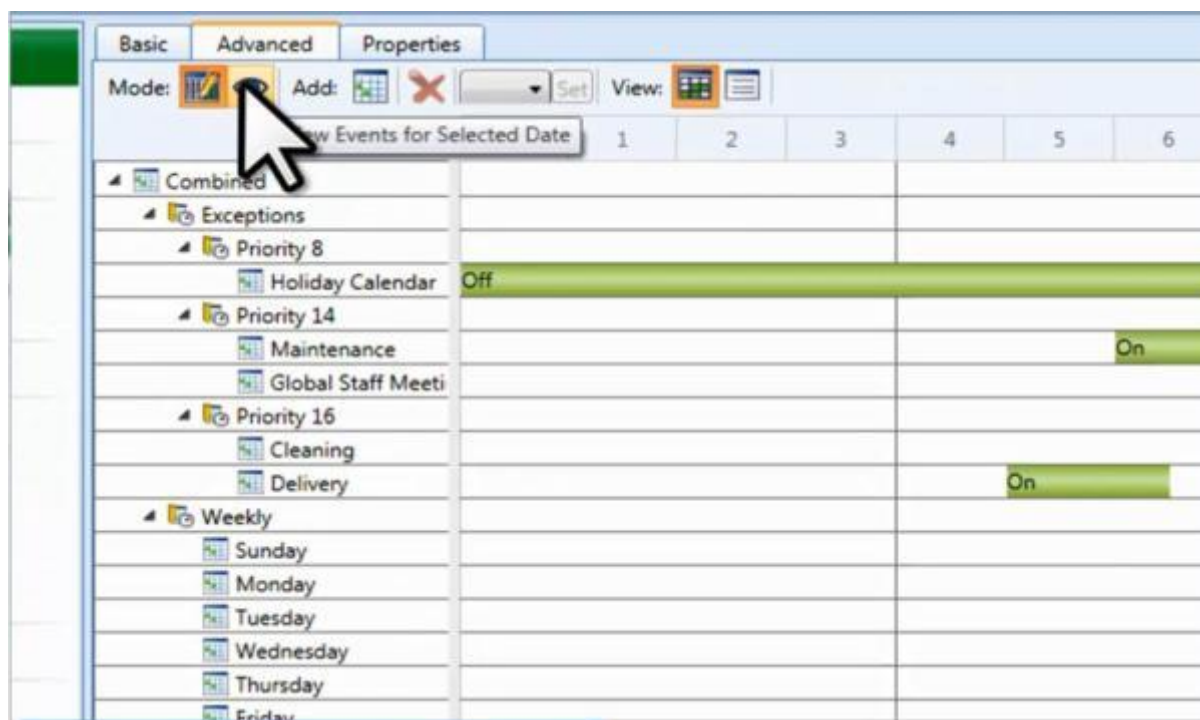 Basic Advanced Properties
Mode: Add: Set View:
Events for Selected Date
1 2 3 4 5 6
Combined
Exceptions
Priority 8
Holiday Calendar Off
Priority 14
Maintenance On
Global Staff Meeti
Priority 16
Cleaning
Delivery On
Weekly
Sunday
Monday
Tuesday
Wednesday
Thursday
Friday